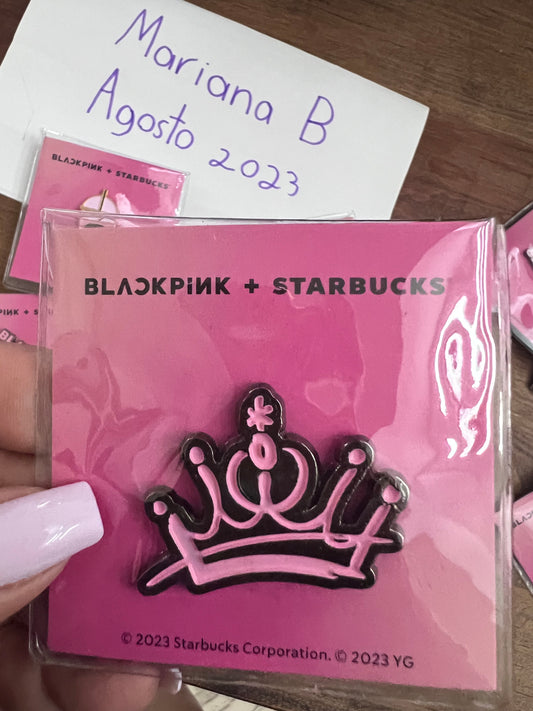 Mariana B
Agosto 2023
BLACKPINK + STARBUCKS
BLACKPINK + STARBUCKS
© 2023 Starbucks Corporation. © 2023 YG